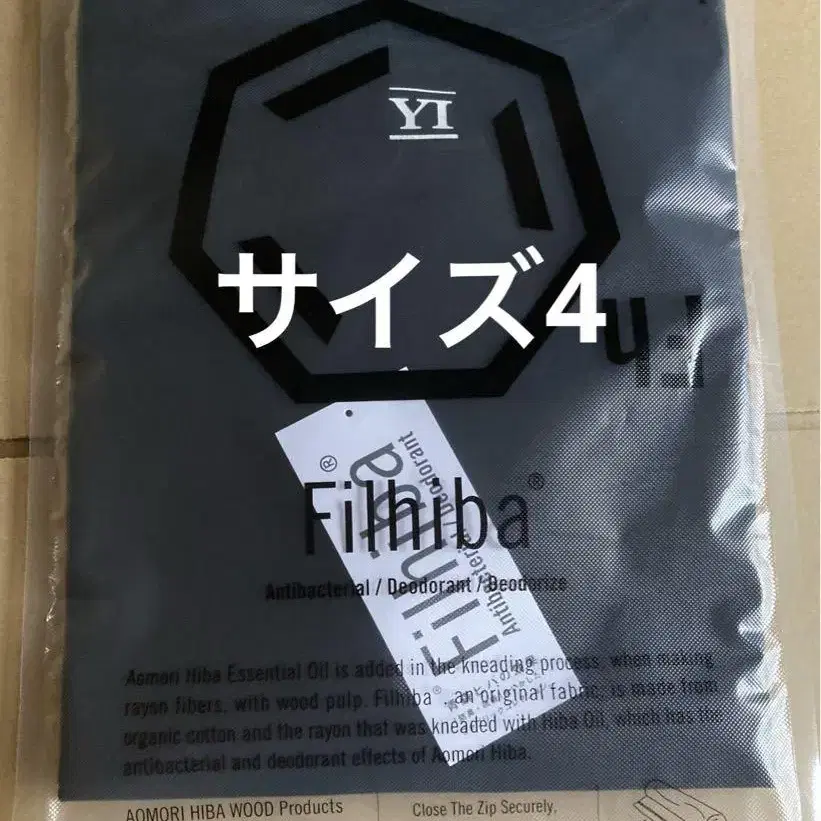 YI
サイズ4
Filhiba®
Antibacterial / Deodorant / Deodorize
Filhiba®
Antibacterial / Deodorant
Aomori Hiba Essential Oil is added in the kneading process, when making
rayon fibers, with wood pulp. Filhiba®, an original fabric, is made from
organic cotton and the rayon that was kneaded with Hiba Oil, which has the
antibacterial and deodorant effects of Aomori Hiba.
AOMORI HIBA WOOD Products
Close The Zip Securely.